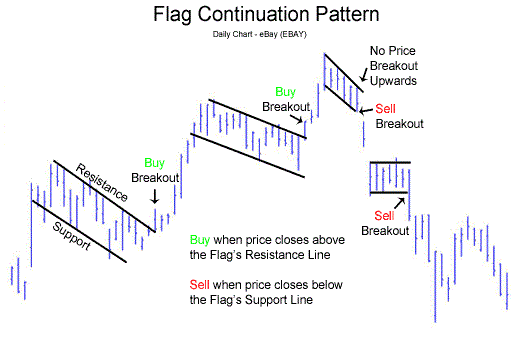 Flag Continuation Pattern
Daily Chart - eBay (EBAY)
No Price
Breakout
Upwards
Buy
Breakout
Sell
Breakout
Buy
Breakout
Resistance
Support
Sell
Breakout
Buy when price closes above
the Flag's Resistance Line
Sell when price closes below
the Flag's Support Line